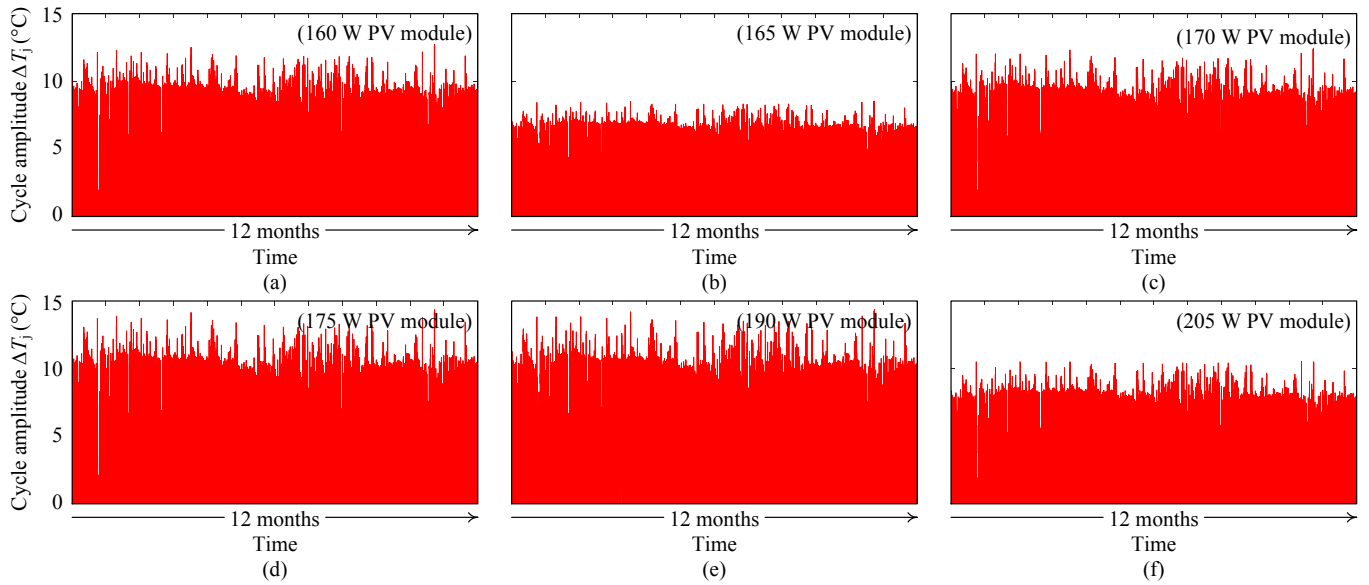 Cycle amplitude ΔTj (°C)
15
10
5
0
(160 W PV module)
12 months
Time
(a)
(165 W PV module)
12 months
Time
(b)
(170 W PV module)
12 months
Time
(c)
Cycle amplitude ΔTj (°C)
15
10
5
0
(175 W PV module)
12 months
Time
(d)
(190 W PV module)
12 months
Time
(e)
(205 W PV module)
12 months
Time
(f)